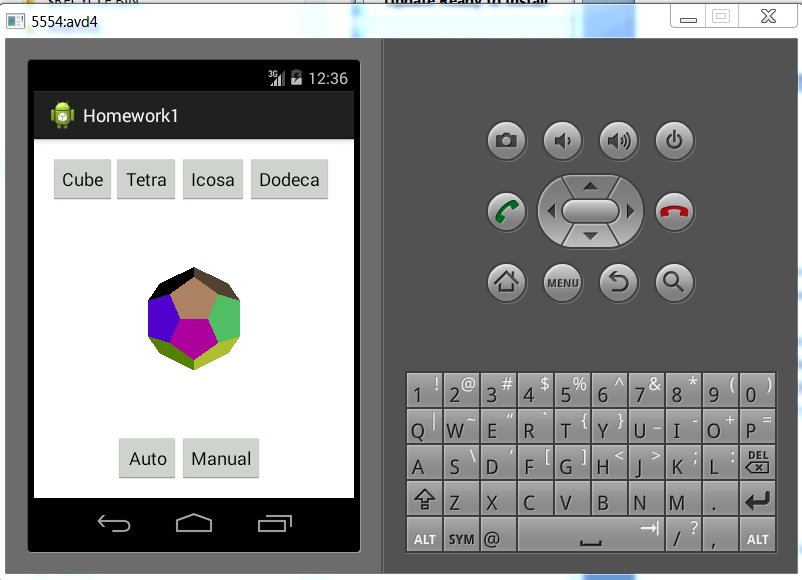 5554:avd4
3G 12:36
Homework1
Cube Tetra Icosa Dodeca
Auto Manual
MENU
1 ! 2 @ 3 # 4 $ 5 % 6 ^ 7 & 8 * 9 ( 0 )
Q | W ~ E “ R ` T { Y } U _ I - O + P =
A S \ D ‘ F [ G ] H < J > K ; L : DEL
Z X C V B N M .
ALT SYM @ / ? , ALT